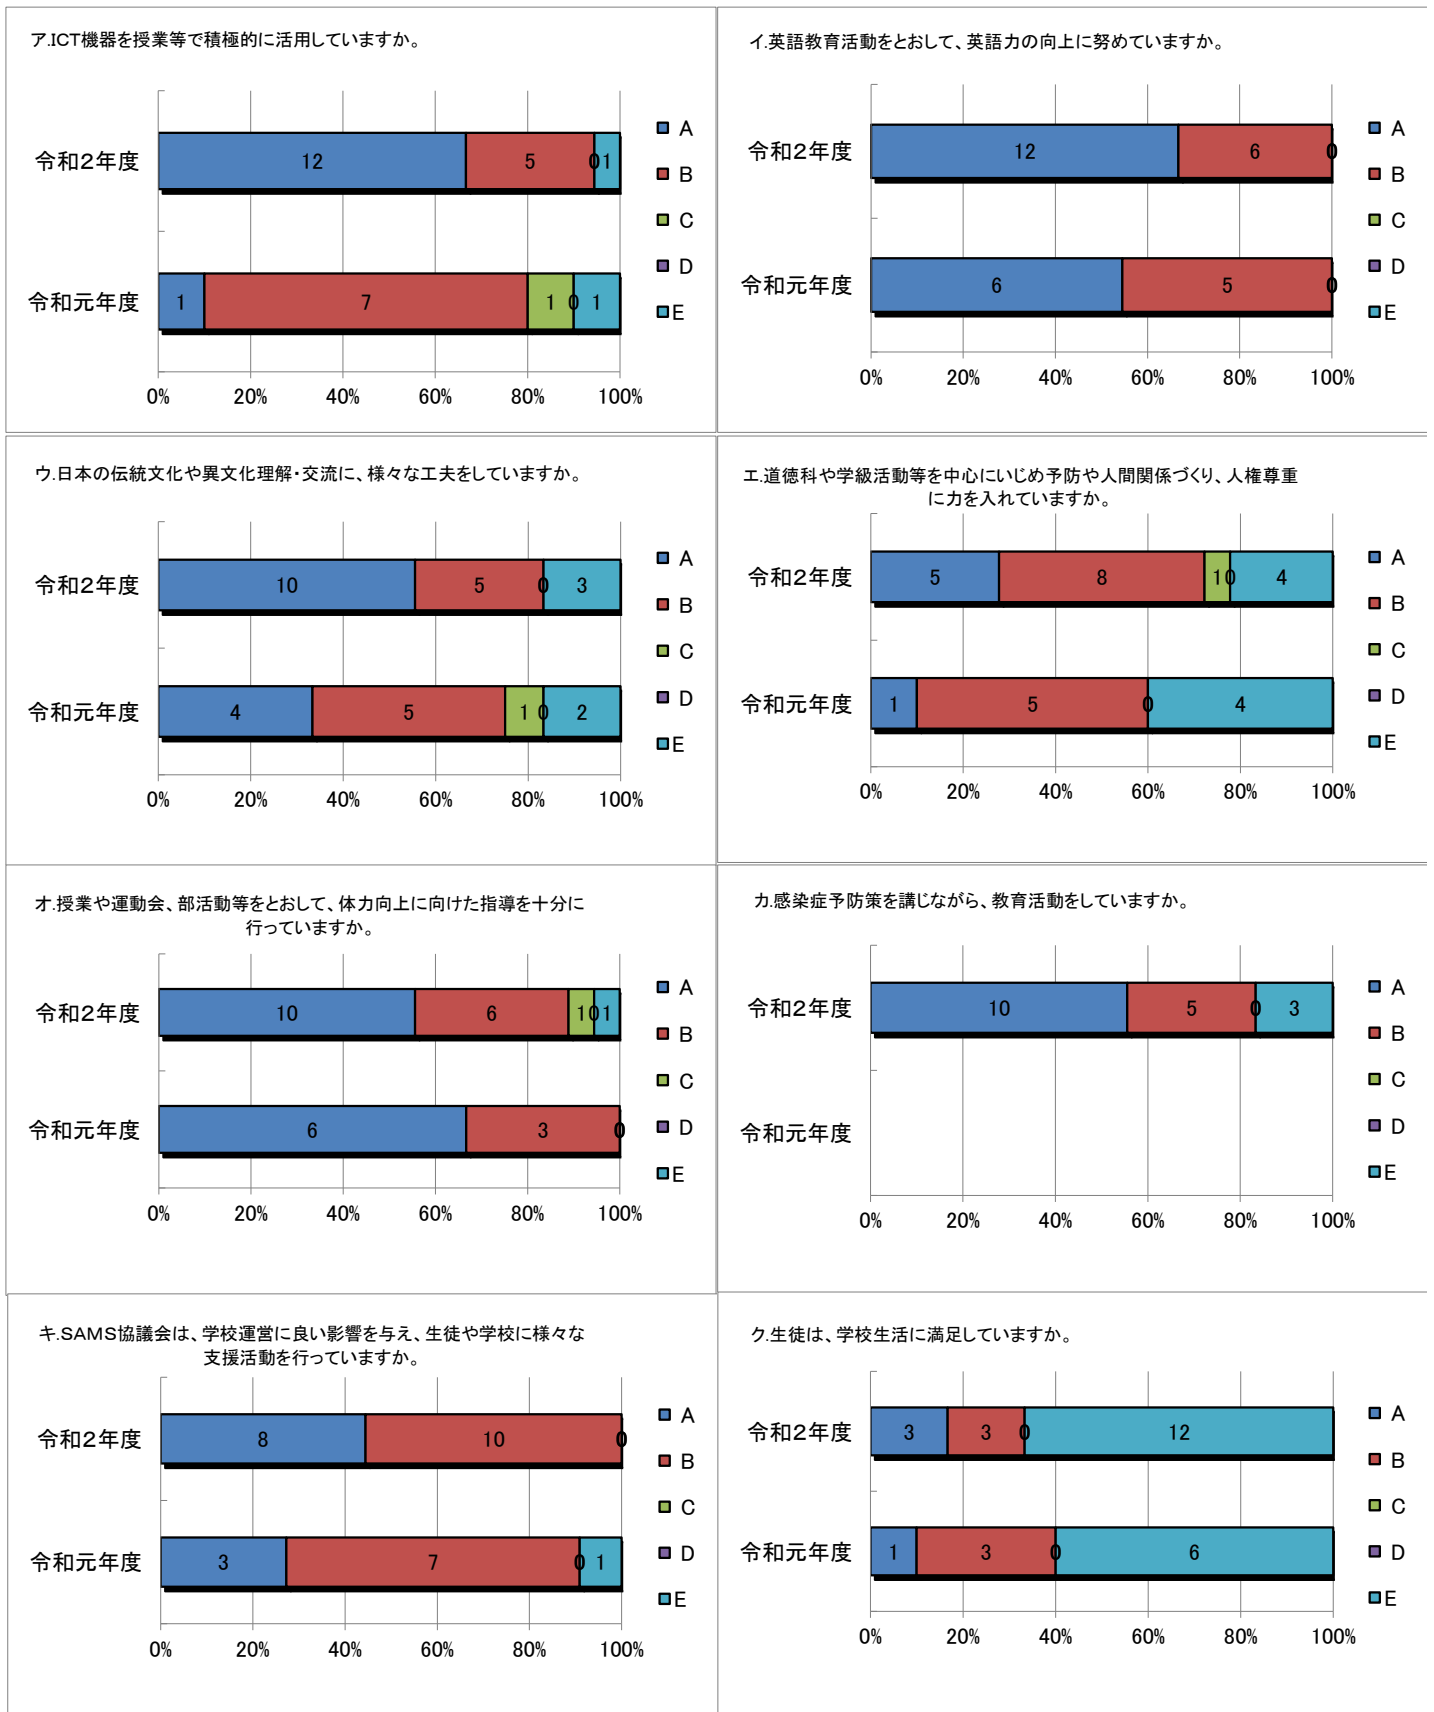 ア.ICT機器を授業等で積極的に活用していますか。
令和2年度
12 5 0 1
令和元年度
1 7 1 0 1
0% 20% 40% 60% 80% 100%
A
B
C
D
E
イ.英語教育活動をとおして、英語力の向上に努めていますか。
令和2年度
12 6 0
令和元年度
6 5 0
0% 20% 40% 60% 80% 100%
A
B
C
D
E
ウ.日本の伝統文化や異文化理解・交流に、様々な工夫をしていますか。
令和2年度
10 5 0 3
令和元年度
4 5 1 0 2
0% 20% 40% 60% 80% 100%
A
B
C
D
E
エ.道徳科や学級活動等を中心にいじめ予防や人間関係づくり、人権尊重
に力を入れていますか。
令和2年度
5 8 1 0 4
令和元年度
1 5 0 4
0% 20% 40% 60% 80% 100%
A
B
C
D
E
オ.授業や運動会、部活動等をとおして、体力向上に向けた指導を十分に
行っていますか。
令和2年度
10 6 1 0 1
令和元年度
6 3 0
0% 20% 40% 60% 80% 100%
A
B
C
D
E
カ.感染症予防策を講じながら、教育活動をしていますか。
令和2年度
10 5 0 3
令和元年度
0% 20% 40% 60% 80% 100%
A
B
C
D
E
キ.SAMS協議会は、学校運営に良い影響を与え、生徒や学校に様々な
支援活動を行っていますか。
令和2年度
8 10 0
令和元年度
3 7 0 1
0% 20% 40% 60% 80% 100%
A
B
C
D
E
ク.生徒は、学校生活に満足していますか。
令和2年度
3 3 0 12
令和元年度
1 3 0 6
0% 20% 40% 60% 80% 100%
A
B
C
D
E